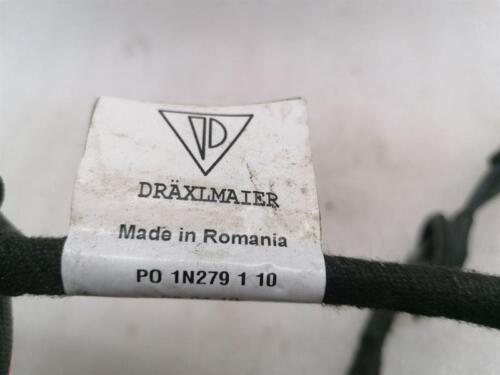 DRÄXLMAIER
Made in Romania
PO 1N279 1 10